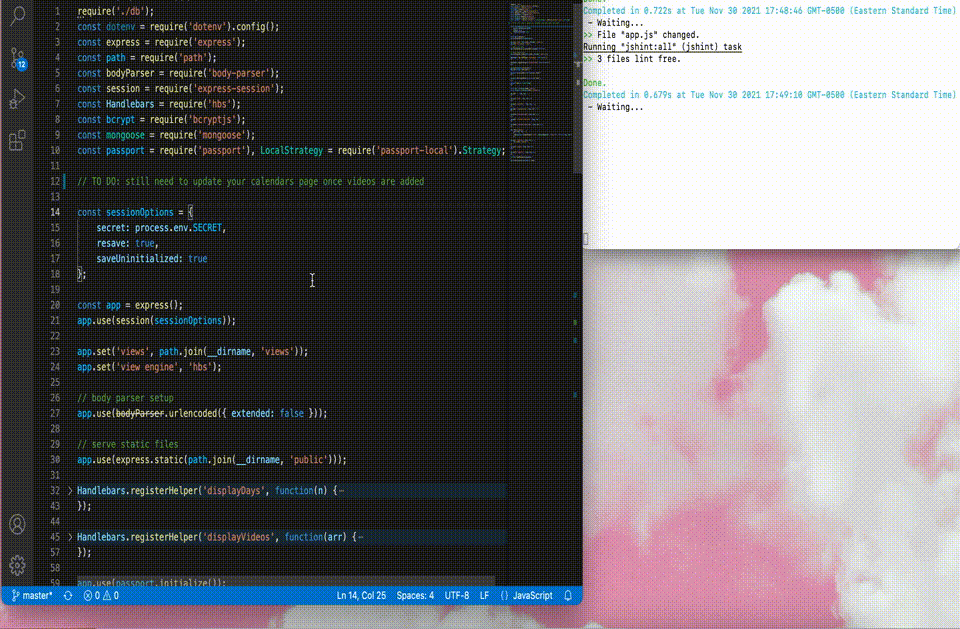 1 require('./db');
2 const dotenv = require('dotenv').config();
3 const express = require('express');
4 const path = require('path');
5 const bodyParser = require('body-parser');
6 const session = require('express-session');
7 const Handlebars = require('hbs');
8 const bcrypt = require('bcryptjs');
9 const mongoose = require('mongoose');
10 const passport = require('passport'), LocalStrategy = require('passport-local').Strategy;
11
12 // TO DO: still need to update your calendars page once videos are added
13
14 const sessionOptions = {
15 secret: process.env.SECRET,
16 resave: true,
17 saveUninitialized: true
18 };
19
20 const app = express();
21 app.use(session(sessionOptions));
22
23 app.set('views', path.join(__dirname, 'views'));
24 app.set('view engine', 'hbs');
25
26 // body parser setup
27 app.use(bodyParser.urlencoded({ extended: false }));
28
29 // serve static files
30 app.use(express.static(path.join(__dirname, 'public')));
31
32 Handlebars.registerHelper('displayDays', function(n) {
43 });
44
45 Handlebars.registerHelper('displayVideos', function(arr) {
57 });
58
59 app.use(passport.initialize());
12
master* 0 0 Ln 14, Col 25 Spaces: 4 UTF-8 LF {} JavaScript
Done.
Completed in 0.722s at Tue Nov 30 2021 17:48:46 GMT-0500 (Eastern Standard Time)
- Waiting...
>> File "app.js" changed.
Running "jshint:all" (jshint) task
>> 3 files lint free.
Done.
Completed in 0.679s at Tue Nov 30 2021 17:49:10 GMT-0500 (Eastern Standard Time)
- Waiting...